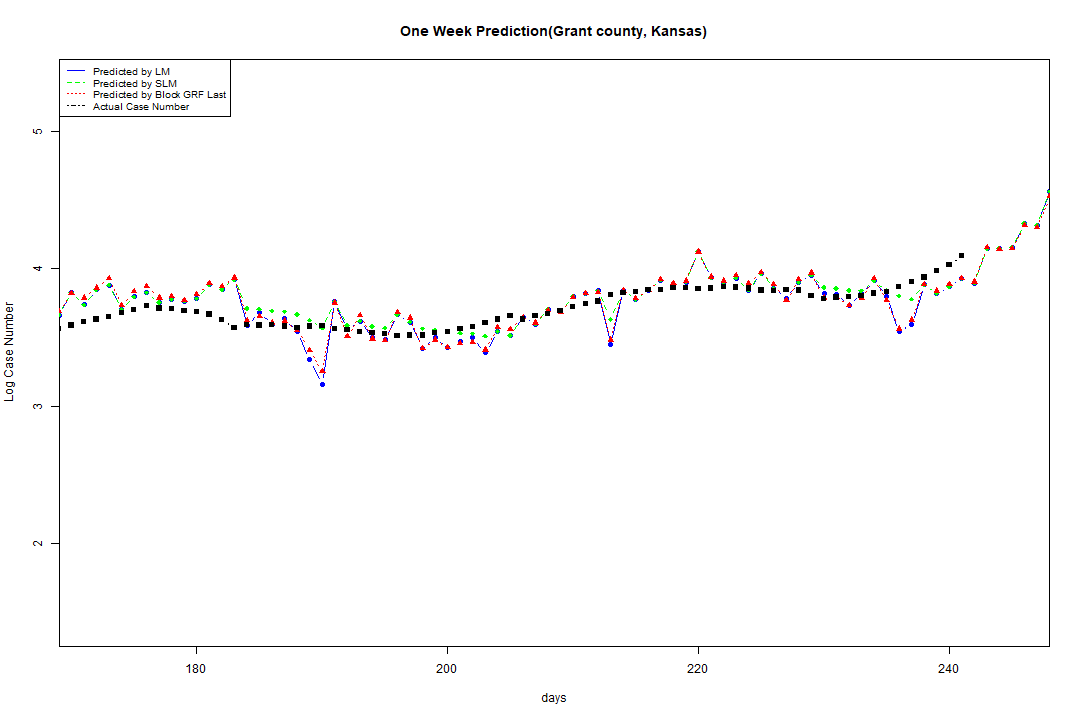 One Week Prediction(Grant county, Kansas)
Predicted by LM
Predicted by SLM
Predicted by Block GRF Last
Actual Case Number
5
4
3
2
Log Case Number
180
200
220
240
days